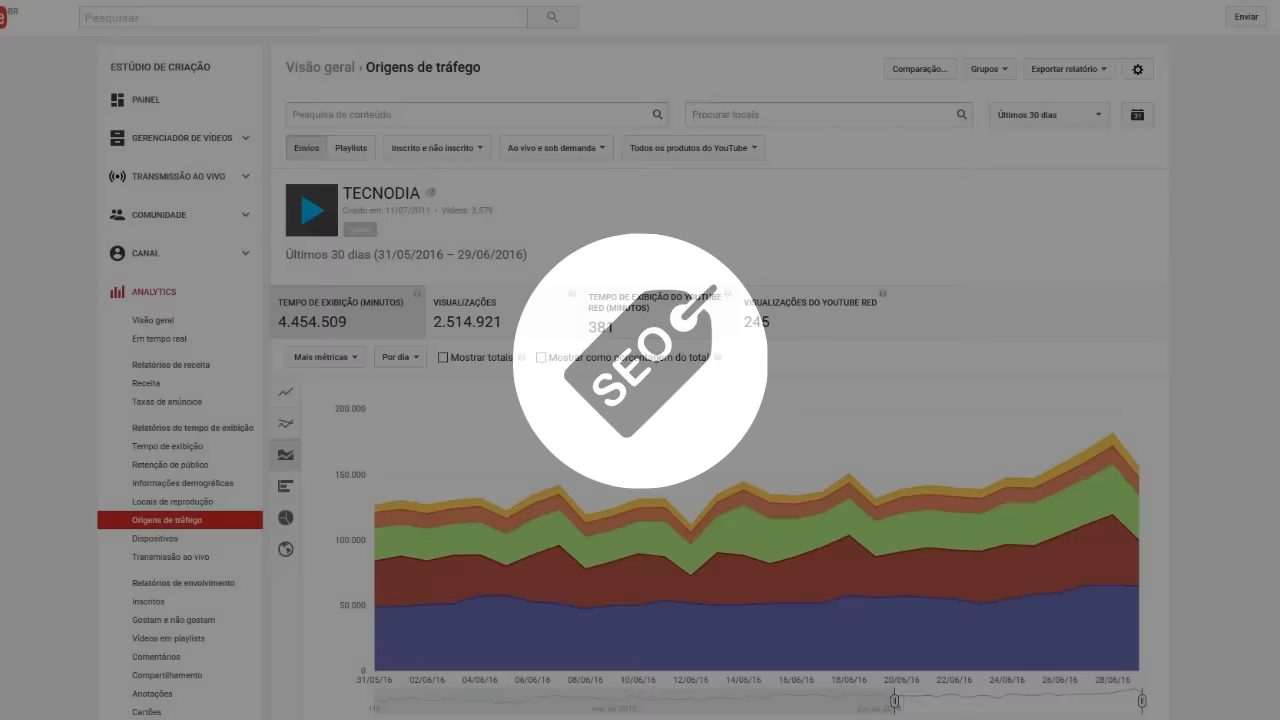 BR
Pesquisar
Enviar
ESTÚDIO DE CRIAÇÃO
PAINEL
GERENCIADOR DE VÍDEOS
TRANSMISSÃO AO VIVO
COMUNIDADE
CANAL
ANALYTICS
Visão geral
Em tempo real
Relatórios de receita
Receita
Taxas de anúncios
Relatórios do tempo de exibição
Tempo de exibição
Retenção de público
Informações demográficas
Locais de reprodução
Origens de tráfego
Dispositivos
Transmissão ao vivo
Relatórios de envolvimento
Inscritos
Gostam e não gostam
Vídeos em playlists
Comentários
Compartilhamento
Anotações
Cartões
Visão geral › Origens de tráfego
Comparação... Grupos Exportar relatório
Pesquisa de conteúdo Procurar locais Últimos 30 dias
Envios Playlists Inscrito e não inscrito Ao vivo e sob demanda Todos os produtos do YouTube
TECNODIA
Criado em: 11/07/2011 • Vídeos: 3.579
Últimos 30 dias (31/05/2016 – 29/06/2016)
TEMPO DE EXIBIÇÃO (MINUTOS)
4.454.509
VISUALIZAÇÕES
2.514.921
TEMPO DE EXIBIÇÃO DO YOUTUBE
RED (MINUTOS)
381
VISUALIZAÇÕES DO YOUTUBE RED
245
Mais métricas Por dia Mostrar totais Mostrar como porcentagem do total
SEO
200.000
150.000
100.000
50.000
0
31/05/16 02/06/16 04/06/16 06/06/16 08/06/16 10/06/16 12/06/16 14/06/16 16/06/16 18/06/16 20/06/16 22/06/16 24/06/16 26/06/16 28/06/16